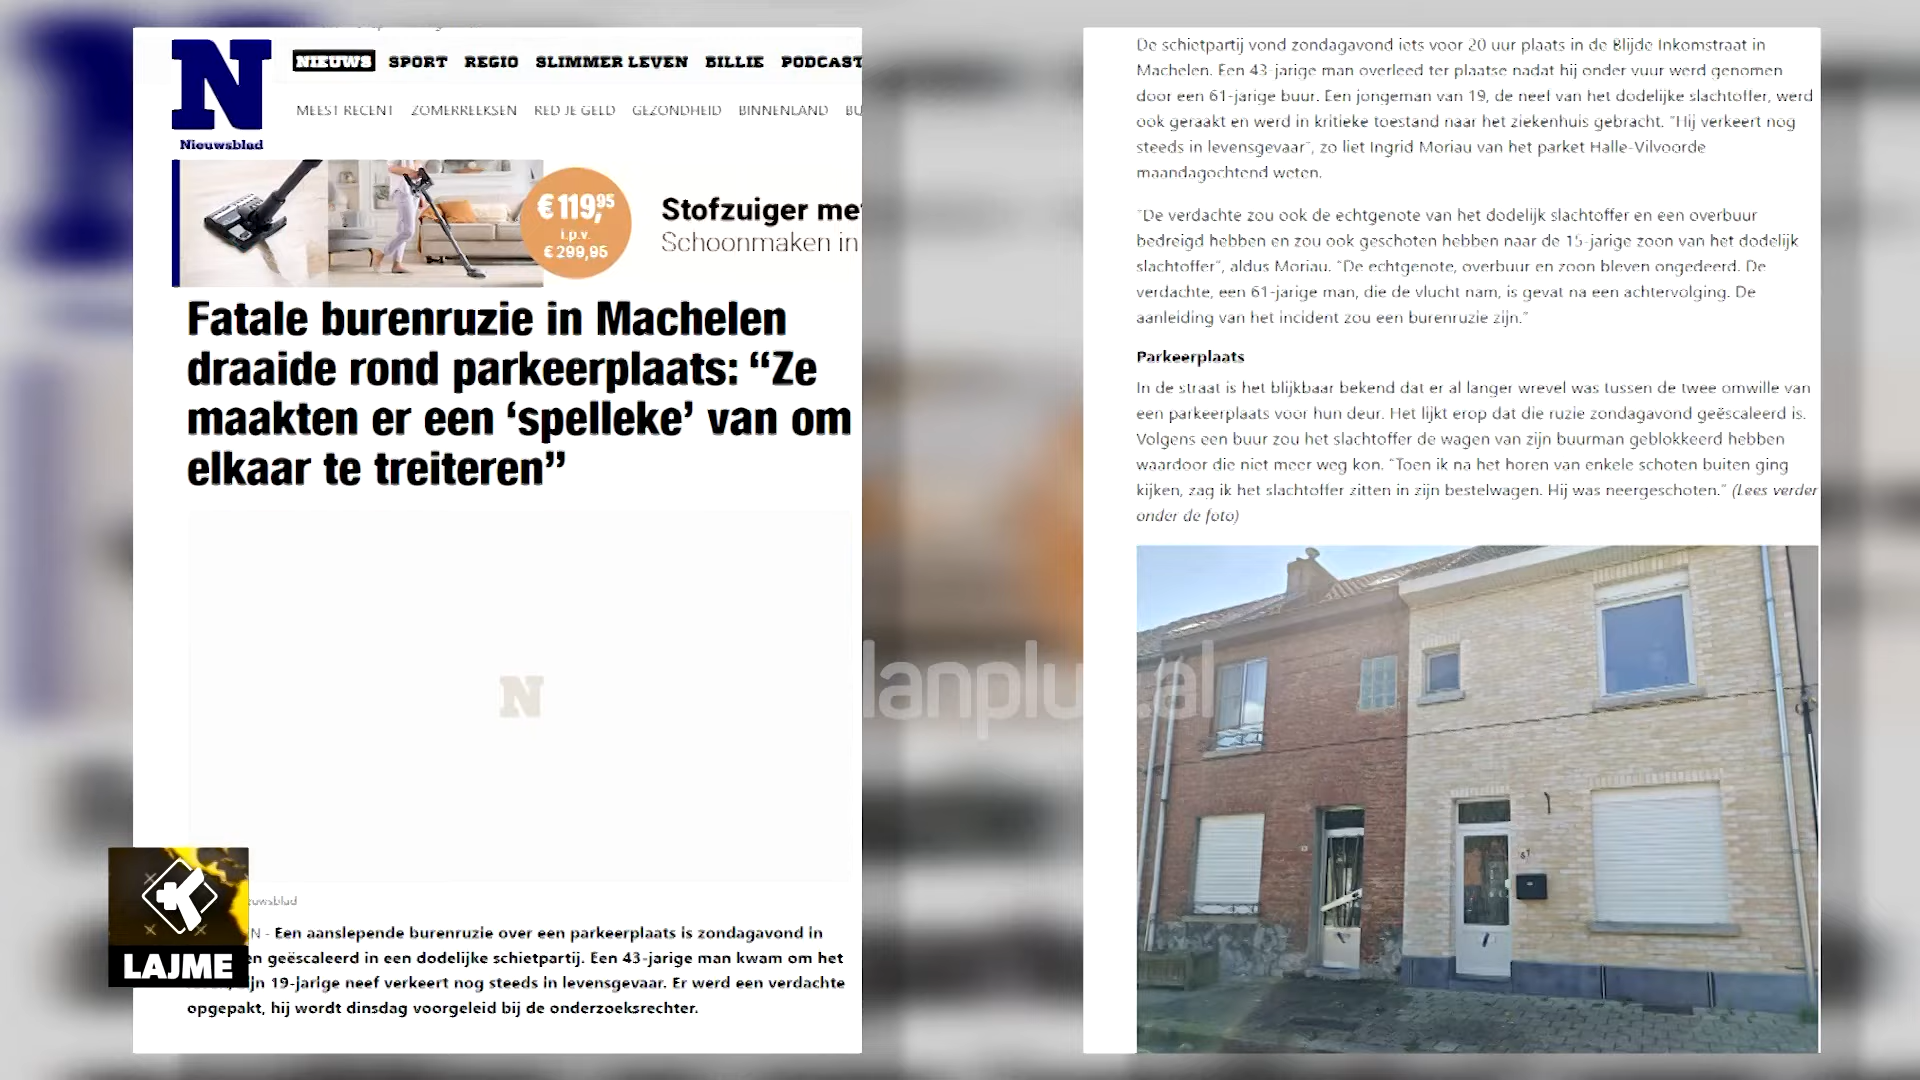 N
Nieuwsblad
NIEUWS SPORT REGIO SLIMMER LEVEN BILLIE PODCAST
MEEST RECENT ZOMERREEKSEN RED JE GELD GEZONDHEID BINNENLAND BU
€119,95
i.p.v.
€299,95
Stofzuiger me
Schoonmaken in
Fatale burenruzie in Machelen
draaide rond parkeerplaats: “Ze
maakten er een ‘spelleke’ van om
elkaar te treiteren”
N
uwsblad
N - Een aanslepende burenruzie over een parkeerplaats is zondagavond in
en geëscaleerd in een dodelijke schietpartij. Een 43-jarige man kwam om het
jn 19-jarige neef verkeert nog steeds in levensgevaar. Er werd een verdachte
opgepakt, hij wordt dinsdag voorgeleid bij de onderzoeksrechter.
LAJME
De schietpartij vond zondagavond iets voor 20 uur plaats in de Blijde Inkomstraat in
Machelen. Een 43-jarige man overleed ter plaatse nadat hij onder vuur werd genomen
door een 61-jarige buur. Een jongeman van 19, de neef van het dodelijke slachtoffer, werd
ook geraakt en werd in kritieke toestand naar het ziekenhuis gebracht. “Hij verkeert nog
steeds in levensgevaar”, zo liet Ingrid Moriau van het parket Halle-Vilvoorde
maandagochtend weten.
“De verdachte zou ook de echtgenote van het dodelijk slachtoffer en een overbuur
bedreigd hebben en zou ook geschoten hebben naar de 15-jarige zoon van het dodelijk
slachtoffer”, aldus Moriau. “De echtgenote, overbuur en zoon bleven ongedeerd. De
verdachte, een 61-jarige man, die de vlucht nam, is gevat na een achtervolging. De
aanleiding van het incident zou een burenruzie zijn.”
Parkeerplaats
In de straat is het blijkbaar bekend dat er al langer wrevel was tussen de twee omwille van
een parkeerplaats voor hun deur. Het lijkt erop dat die ruzie zondagavond geëscaleerd is.
Volgens een buur zou het slachtoffer de wagen van zijn buurman geblokkeerd hebben
waardoor die niet meer weg kon. “Toen ik na het horen van enkele schoten buiten ging
kijken, zag ik het slachtoffer zitten in zijn bestelwagen. Hij was neergeschoten.” (Lees verder
onder de foto)
lanplu .al